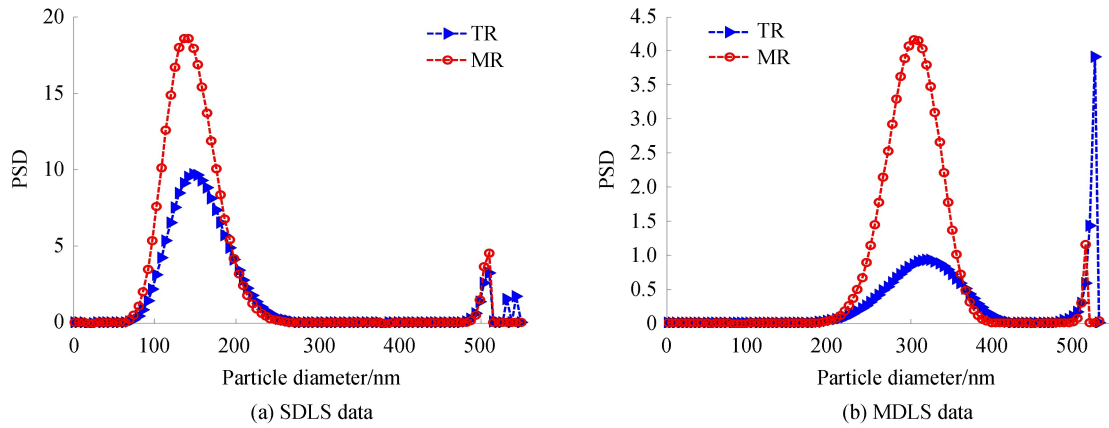 20
15
10
5
0
PSD
TR
MR
0 100 200 300 400 500
Particle diameter/nm
(a) SDLS data
4.5
4.0
3.5
3.0
2.5
2.0
1.5
1.0
0.5
0
PSD
TR
MR
0 100 200 300 400 500
Particle diameter/nm
(b) MDLS data